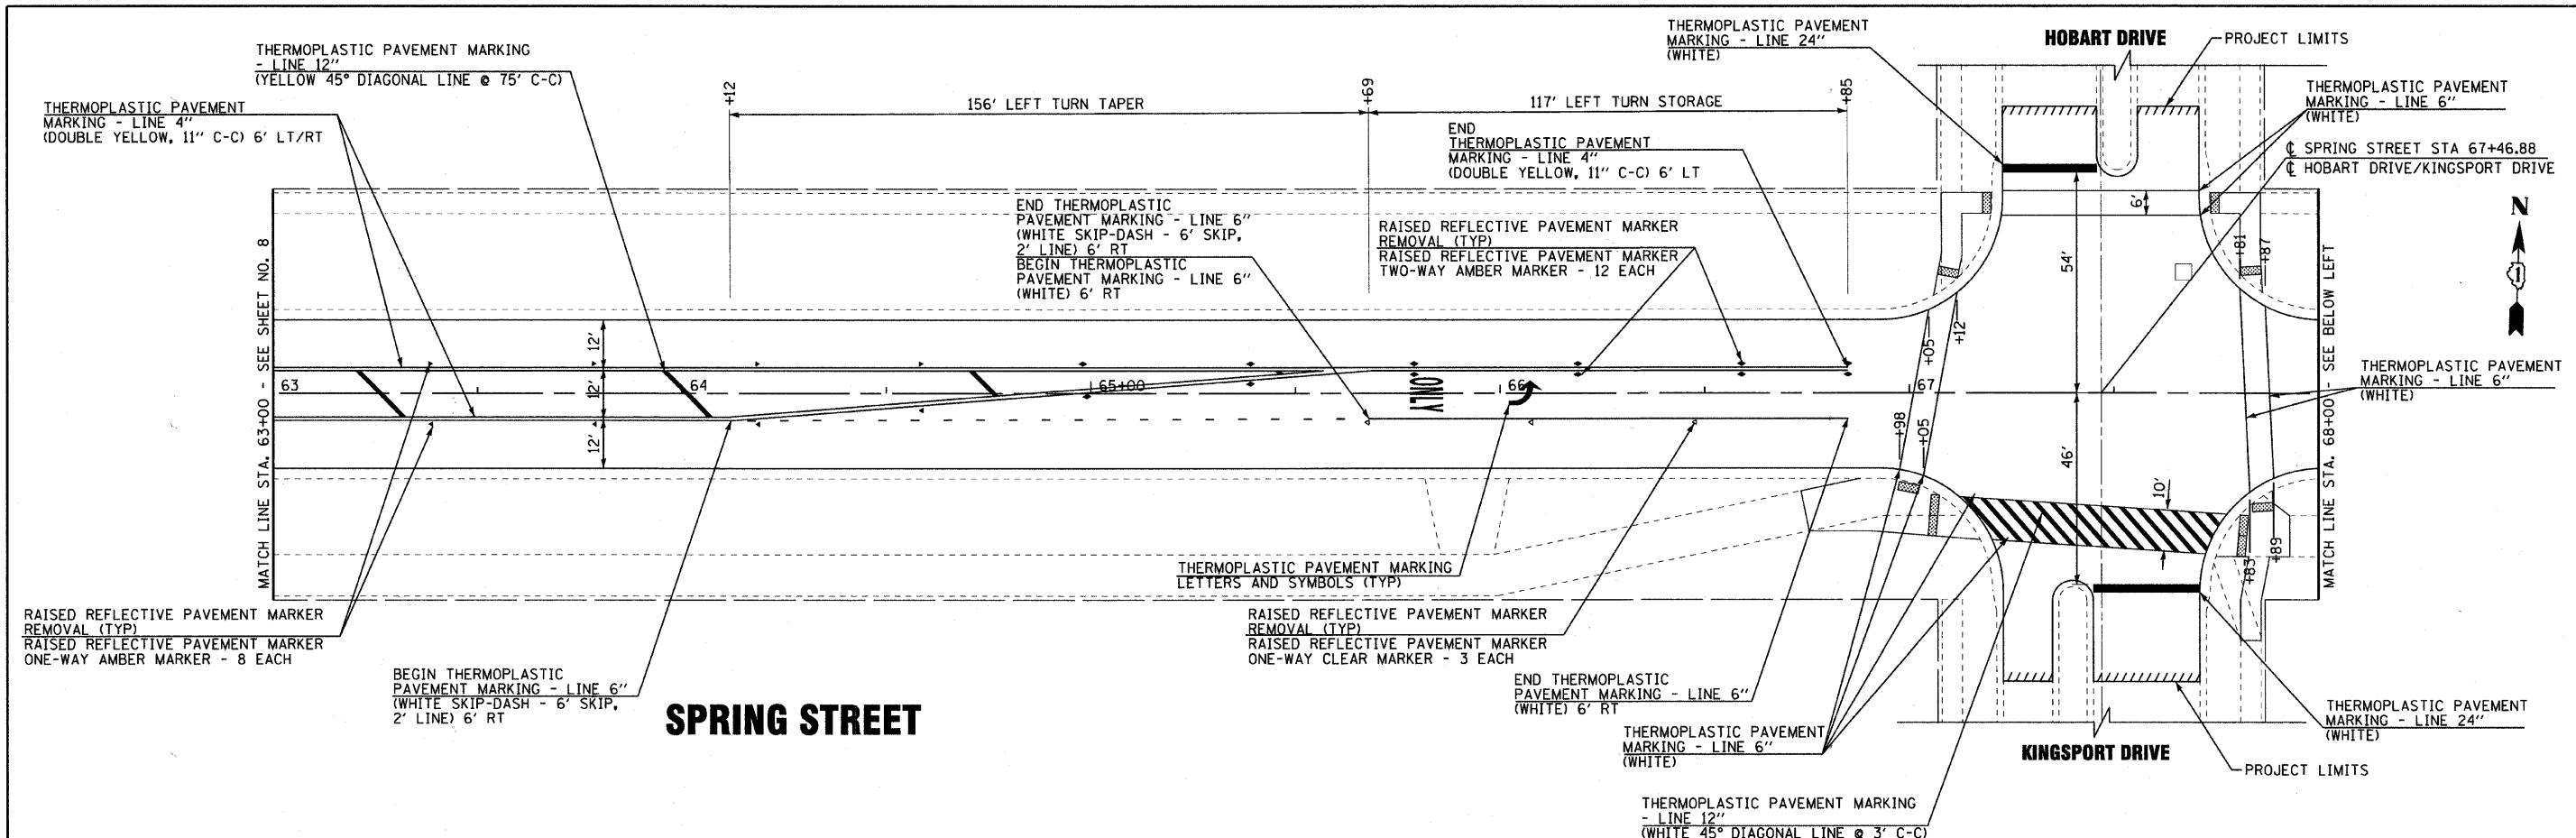 THERMOPLASTIC PAVEMENT MARKING
- LINE 12"
(YELLOW 45° DIAGONAL LINE @ 75' C-C)
THERMOPLASTIC PAVEMENT
MARKING - LINE 4"
(DOUBLE YELLOW, 11" C-C) 6' LT/RT
+12
156' LEFT TURN TAPER
+69
117' LEFT TURN STORAGE
+85
THERMOPLASTIC PAVEMENT
MARKING - LINE 24"
(WHITE)
HOBART DRIVE
PROJECT LIMITS
THERMOPLASTIC PAVEMENT
MARKING - LINE 6"
(WHITE)
℄ SPRING STREET STA 67+46.88
℄ HOBART DRIVE/KINGSPORT DRIVE
N
1
END
THERMOPLASTIC PAVEMENT
MARKING - LINE 4"
(DOUBLE YELLOW, 11" C-C) 6' LT
END THERMOPLASTIC
PAVEMENT MARKING - LINE 6"
(WHITE SKIP-DASH - 6' SKIP,
2' LINE) 6' RT
BEGIN THERMOPLASTIC
PAVEMENT MARKING - LINE 6"
(WHITE) 6' RT
RAISED REFLECTIVE PAVEMENT MARKER
REMOVAL (TYP)
RAISED REFLECTIVE PAVEMENT MARKER
TWO-WAY AMBER MARKER - 12 EACH
MATCH LINE STA. 63+00 - SEE SHEET NO. 8
12'
12'
12'
63
64
65+00
ONLY
66
67
+05
+12
+98
+05
6'
54'
46'
10'
+81
+87
+83
+89
MATCH LINE STA. 68+00 - SEE BELOW LEFT
THERMOPLASTIC PAVEMENT
MARKING - LINE 6"
(WHITE)
THERMOPLASTIC PAVEMENT MARKING
LETTERS AND SYMBOLS (TYP)
RAISED REFLECTIVE PAVEMENT MARKER
REMOVAL (TYP)
RAISED REFLECTIVE PAVEMENT MARKER
ONE-WAY AMBER MARKER - 8 EACH
BEGIN THERMOPLASTIC
PAVEMENT MARKING - LINE 6"
(WHITE SKIP-DASH - 6' SKIP,
2' LINE) 6' RT
SPRING STREET
RAISED REFLECTIVE PAVEMENT MARKER
REMOVAL (TYP)
RAISED REFLECTIVE PAVEMENT MARKER
ONE-WAY CLEAR MARKER - 3 EACH
END THERMOPLASTIC
PAVEMENT MARKING - LINE 6"
(WHITE) 6' RT
THERMOPLASTIC PAVEMENT
MARKING - LINE 6"
(WHITE)
THERMOPLASTIC PAVEMENT
MARKING - LINE 24"
(WHITE)
KINGSPORT DRIVE
PROJECT LIMITS
THERMOPLASTIC PAVEMENT MARKING
- LINE 12"
(WHITE 45° DIAGONAL LINE @ 3' C-C)